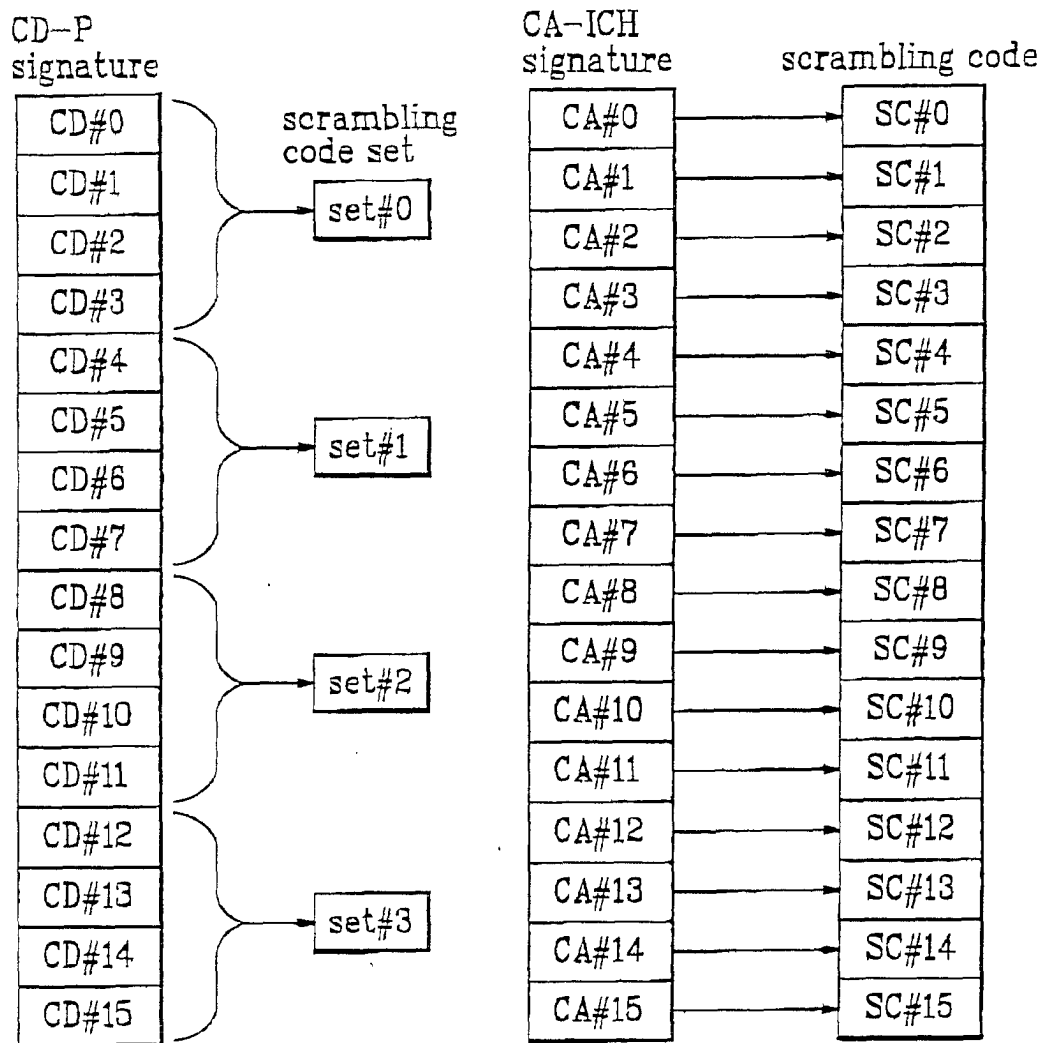 CD-P
signature
CD#0
CD#1
CD#2
CD#3
CD#4
CD#5
CD#6
CD#7
CD#8
CD#9
CD#10
CD#11
CD#12
CD#13
CD#14
CD#15
scrambling
code set
set#0
set#1
set#2
set#3
CA-ICH
signature
CA#0
CA#1
CA#2
CA#3
CA#4
CA#5
CA#6
CA#7
CA#8
CA#9
CA#10
CA#11
CA#12
CA#13
CA#14
CA#15
scrambling code
SC#0
SC#1
SC#2
SC#3
SC#4
SC#5
SC#6
SC#7
SC#8
SC#9
SC#10
SC#11
SC#12
SC#13
SC#14
SC#15